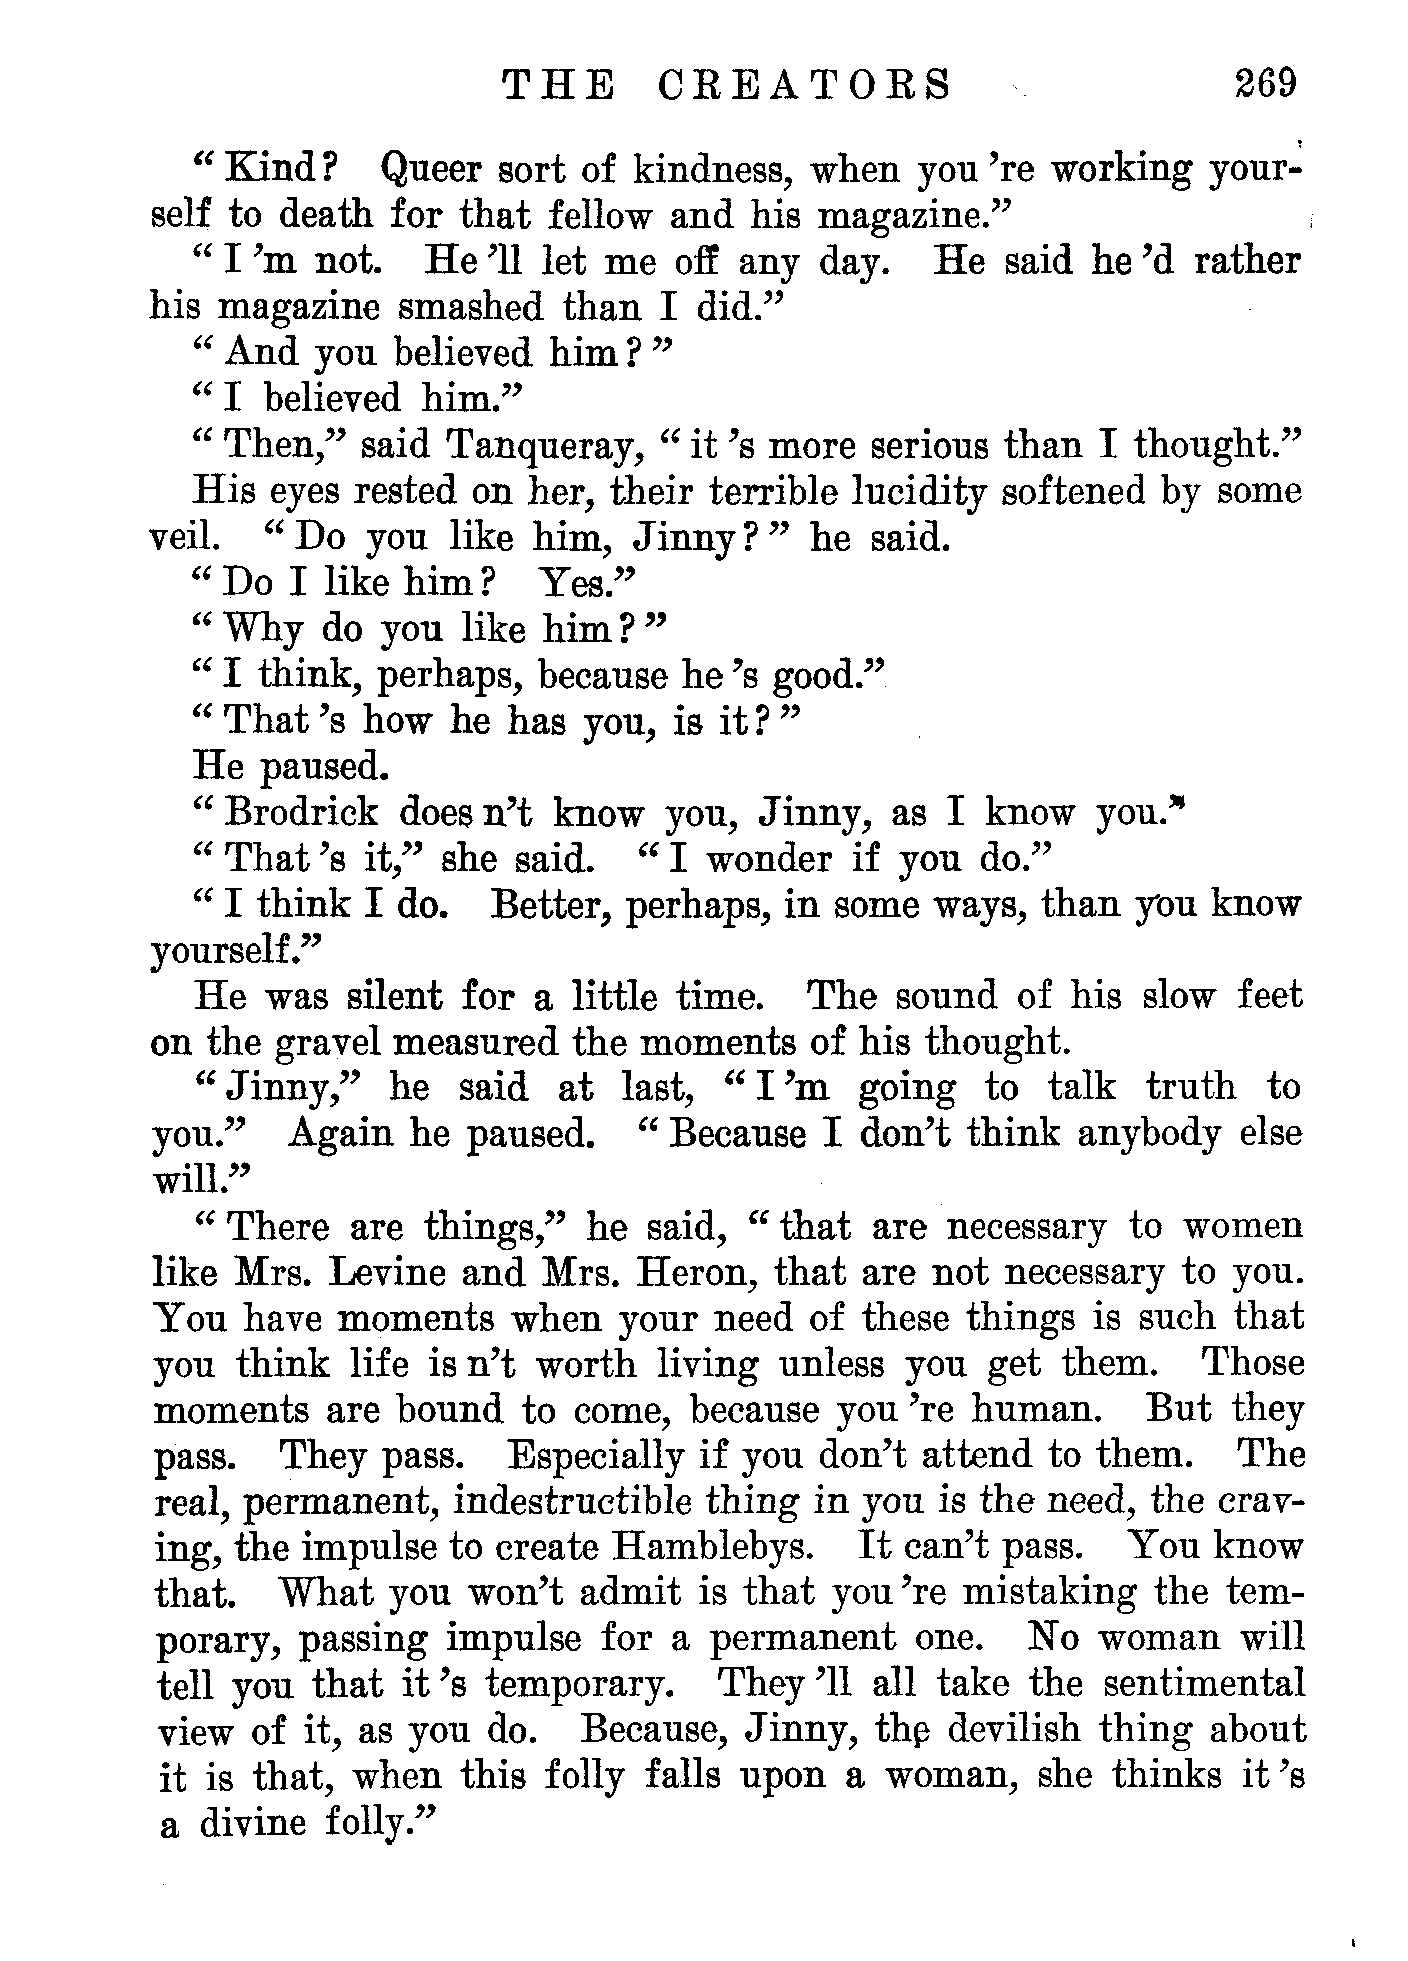 THE CREATORS 269
“Kind? Queer sort of kindness, when you 're working your-
self to death for that fellow and his magazine.”
“I 'm not. He 'll let me off any day. He said he 'd rather
his magazine smashed than I did.”
“And you believed him?”
“I believed him.”
“Then,” said Tanqueray, “it 's more serious than I thought.”
His eyes rested on her, their terrible lucidity softened by some
veil. “Do you like him, Jinny?” he said.
“Do I like him? Yes.”
“Why do you like him?”
“I think, perhaps, because he 's good.”
“That 's how he has you, is it?”
He paused.
“Brodrick does n't know you, Jinny, as I know you.”
“That 's it,” she said. “I wonder if you do.”
“I think I do. Better, perhaps, in some ways, than you know
yourself.”
He was silent for a little time. The sound of his slow feet
on the gravel measured the moments of his thought.
“Jinny,” he said at last, “I 'm going to talk truth to
you.” Again he paused. “Because I don't think anybody else
will.”
“There are things,” he said, “that are necessary to women
like Mrs. Levine and Mrs. Heron, that are not necessary to you.
You have moments when your need of these things is such that
you think life is n't worth living unless you get them. Those
moments are bound to come, because you 're human. But they
pass. They pass. Especially if you don't attend to them. The
real, permanent, indestructible thing in you is the need, the crav-
ing, the impulse to create Hamblebys. It can't pass. You know
that. What you won't admit is that you 're mistaking the tem-
porary, passing impulse for a permanent one. No woman will
tell you that it 's temporary. They 'll all take the sentimental
view of it, as you do. Because, Jinny, the devilish thing about
it is that, when this folly falls upon a woman, she thinks it 's
a divine folly.”